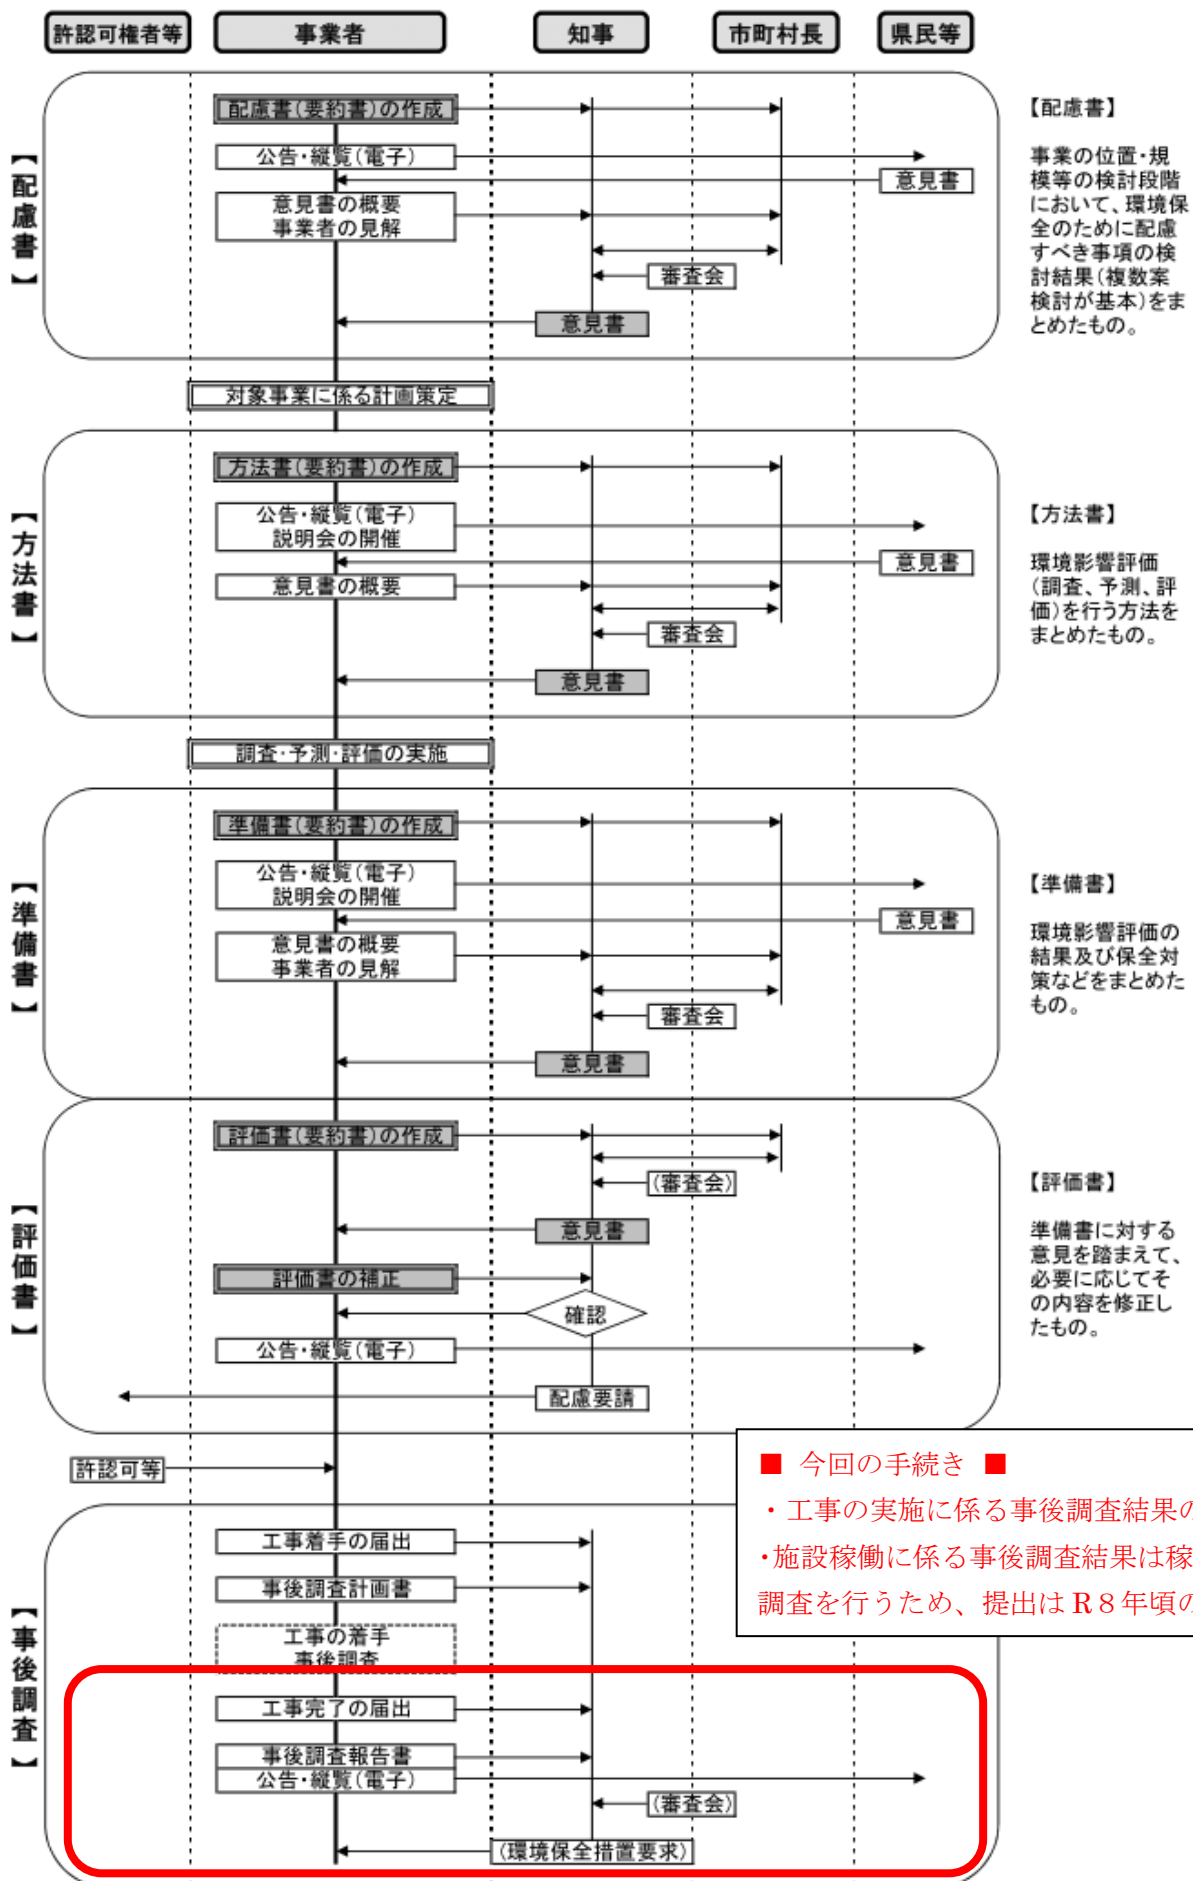 許認可権者等
事業者
知事
市町村長
県民等
【配慮書】
配慮書(要約書)の作成
公告・縦覧(電子)
意見書
意見書の概要
事業者の見解
審査会
意見書
【配慮書】
事業の位置・規
模等の検討段階
において、環境保
全のために配慮
すべき事項の検
討結果(複数案
検討が基本)をま
とめたもの。
対象事業に係る計画策定
【方法書】
方法書(要約書)の作成
公告・縦覧(電子)
説明会の開催
意見書
意見書の概要
審査会
意見書
【方法書】
環境影響評価
(調査、予測、評
価)を行う方法を
まとめたもの。
調査・予測・評価の実施
【準備書】
準備書(要約書)の作成
公告・縦覧(電子)
説明会の開催
意見書
意見書の概要
事業者の見解
審査会
意見書
【準備書】
環境影響評価の
結果及び保全対
策などをまとめた
もの。
【評価書】
評価書(要約書)の作成
(審査会)
意見書
評価書の補正
確認
公告・縦覧(電子)
配慮要請
【評価書】
準備書に対する
意見を踏まえて、
必要に応じてそ
の内容を修正し
たもの。
許認可等
■ 今回の手続き ■
・工事の実施に係る事後調査結果の
・施設稼働に係る事後調査結果は稼
調査を行うため、提出はR8年頃の
【事後調査】
工事着手の届出
事後調査計画書
工事の着手
事後調査
工事完了の届出
事後調査報告書
公告・縦覧(電子)
(審査会)
(環境保全措置要求)